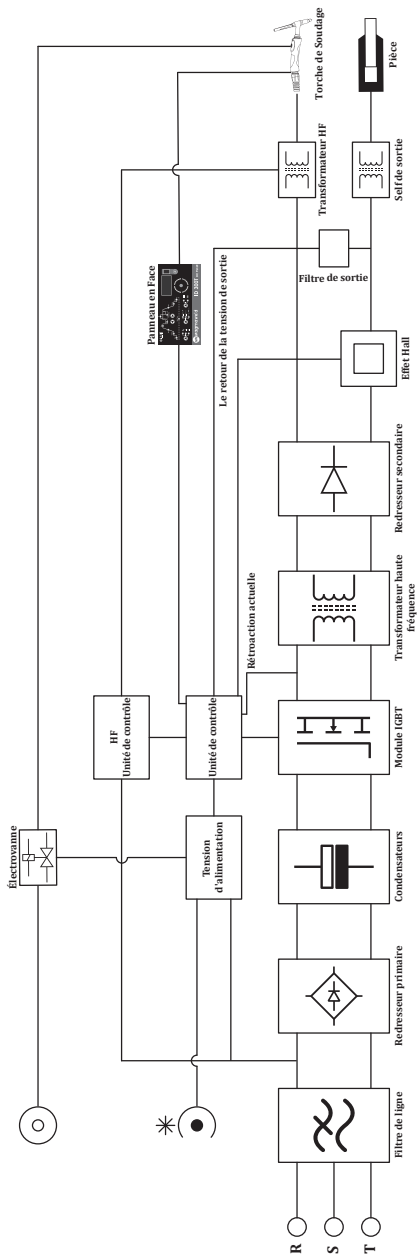 R
S
T
Filtre de ligne
Redresseur primaire
Condensateurs
Module IGBT
Transformateur haute
fréquence
Redresseur secondaire
Effet Hall
Filtre de sortie
Self de sortie
Pièce
Transformateur HF
Torche de Soudage
Rétroaction actuelle
Le retour de la tension de sortie
Tension
d'alimentation
Unité de contrôle
HF
Unité de contrôle
Électrovanne
Panneau en Face